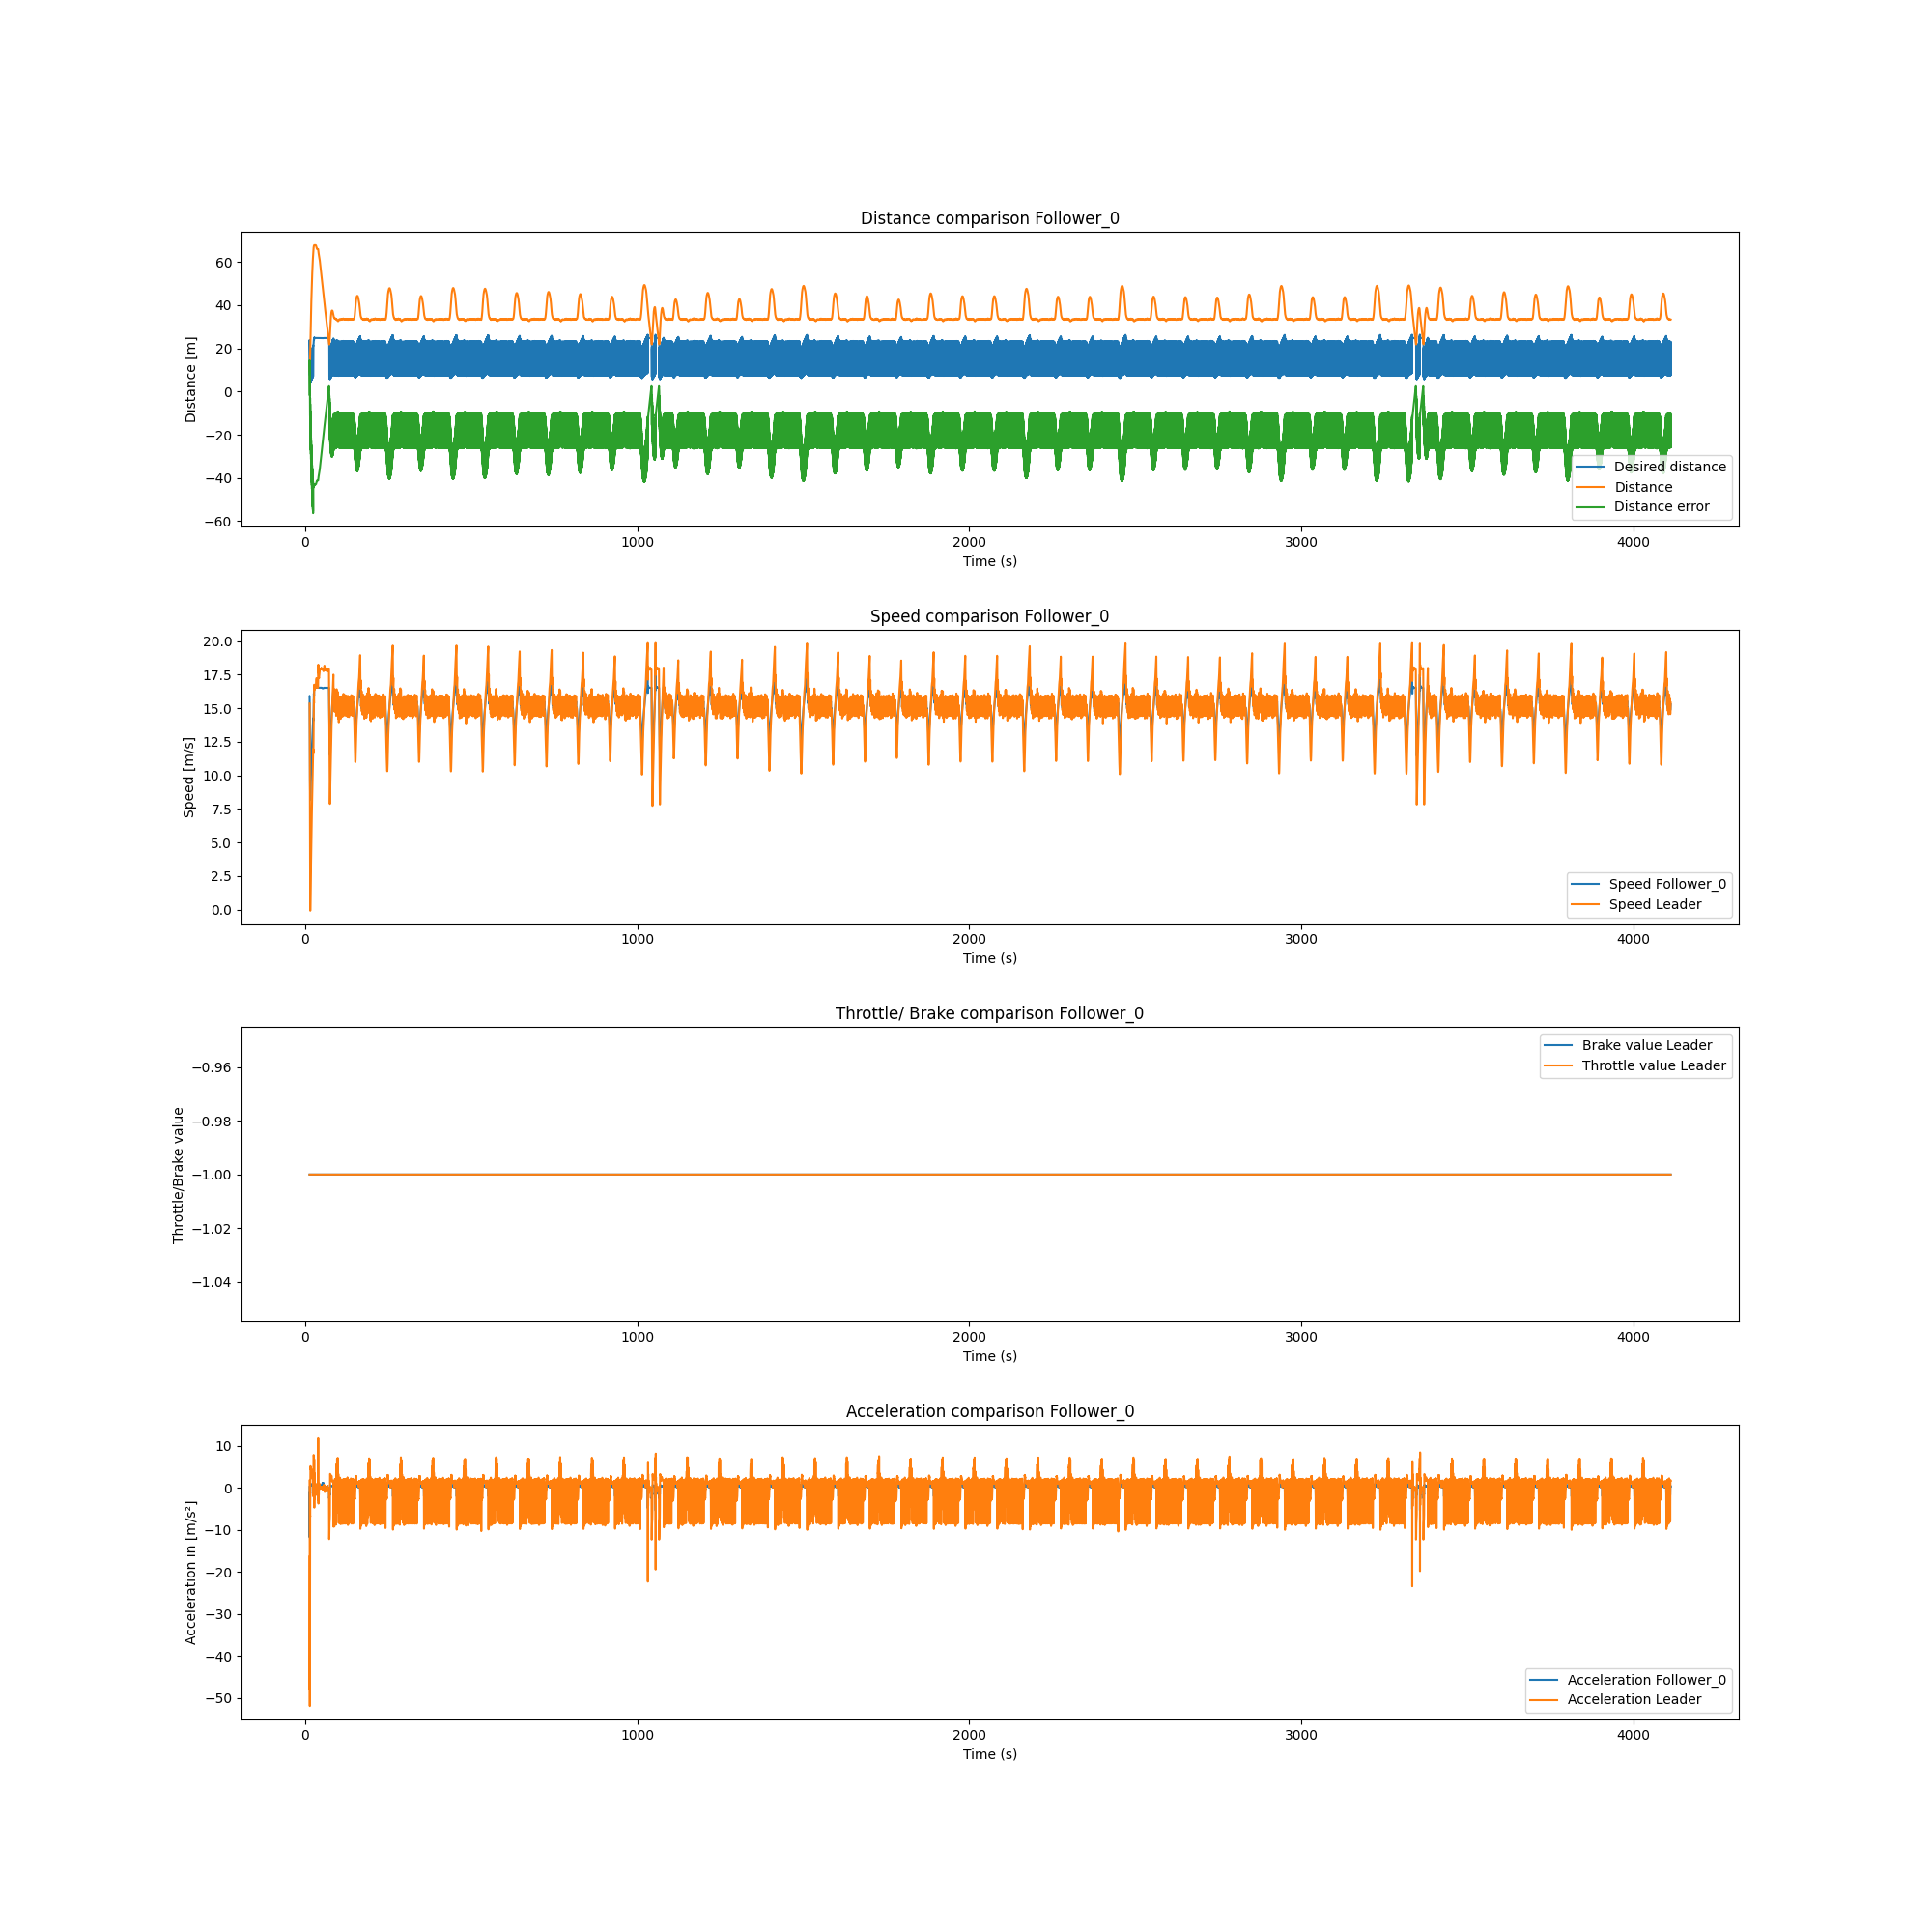 Distance comparison Follower_0
60
40
20
0
−20
−40
−60
Distance [m]
Desired distance
Distance
Distance error
0 1000 2000 3000 4000
Time (s)
Speed comparison Follower_0
20.0
17.5
15.0
12.5
10.0
7.5
5.0
2.5
0.0
Speed [m/s]
Speed Follower_0
Speed Leader
0 1000 2000 3000 4000
Time (s)
Throttle/ Brake comparison Follower_0
−0.96
−0.98
−1.00
−1.02
−1.04
Throttle/Brake value
Brake value Leader
Throttle value Leader
0 1000 2000 3000 4000
Time (s)
Acceleration comparison Follower_0
10
0
−10
−20
−30
−40
−50
Acceleration in [m/s²]
Acceleration Follower_0
Acceleration Leader
0 1000 2000 3000 4000
Time (s)